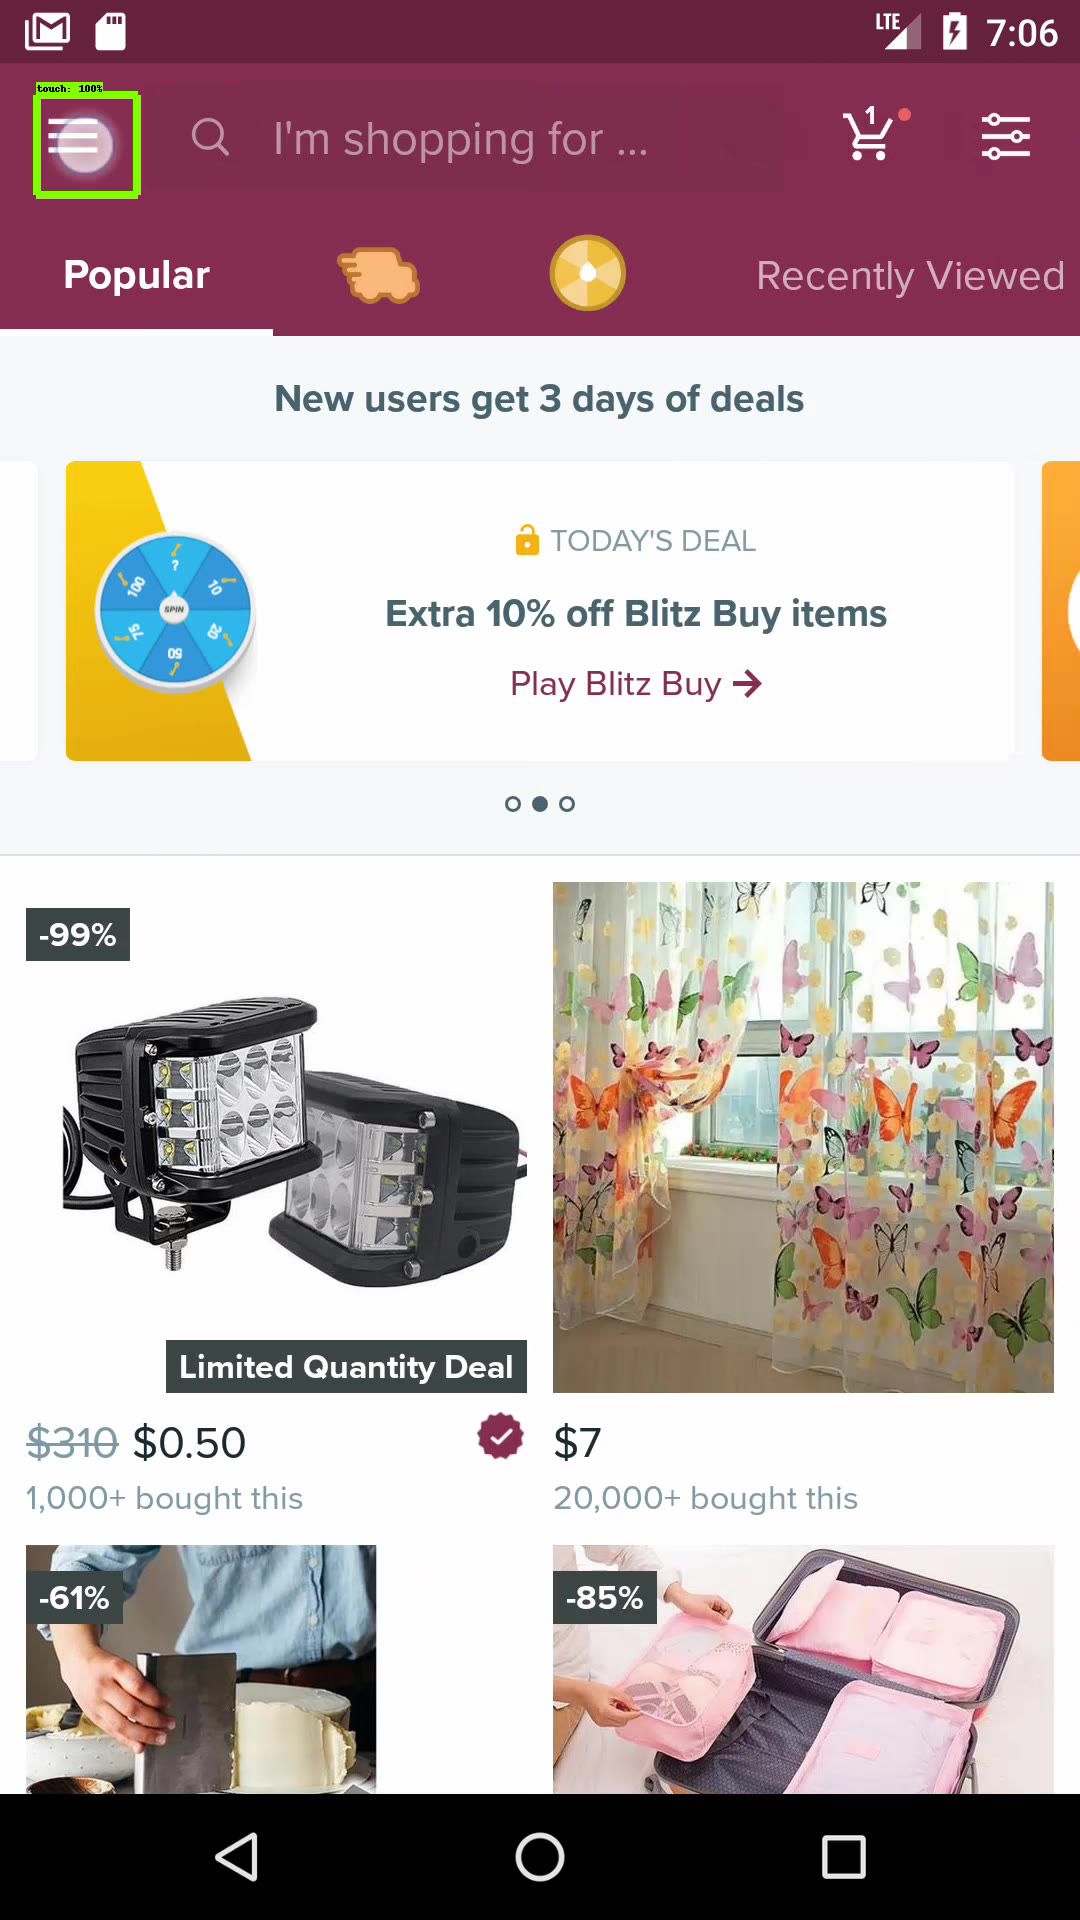 LTE 7:06
touch: 100%
I'm shopping for ...
1
Popular
Recently Viewed
New users get 3 days of deals
TODAY'S DEAL
Extra 10% off Blitz Buy items
Play Blitz Buy →
?
10
20
50
75
100
SPIN
-99%
Limited Quantity Deal
$310 $0.50
1,000+ bought this
$7
20,000+ bought this
-61%
-85%